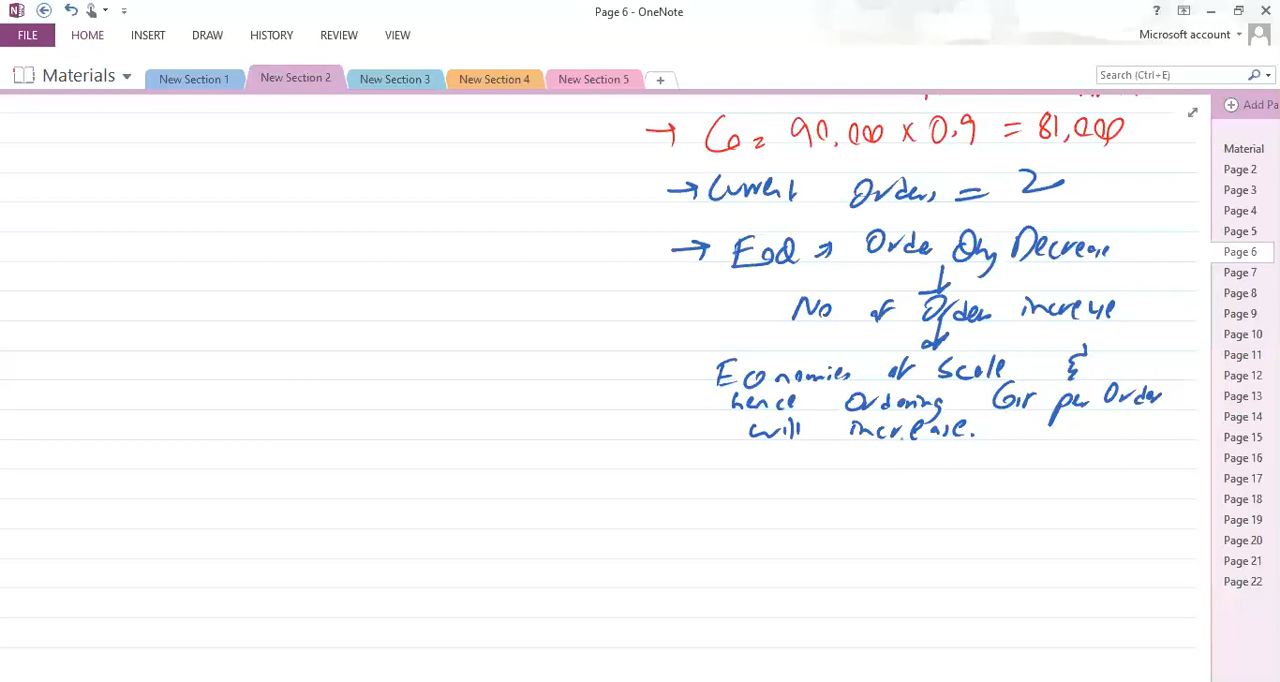 Page 6 - OneNote
?
FILE HOME INSERT DRAW HISTORY REVIEW VIEW
Microsoft account
Materials New Section 1 New Section 2 New Section 3 New Section 4 New Section 5 +
Search (Ctrl+E)
Add Pa
→ Co = 90,000 × 0.9 = 81,000
→ Current Orders = 2
→ EOQ → Order Qty Decrease
No of Orders increase
Economies of Scale &
hence Ordering Cost per Order
will increase.
Material
Page 2
Page 3
Page 4
Page 5
Page 6
Page 7
Page 8
Page 9
Page 10
Page 11
Page 12
Page 13
Page 14
Page 15
Page 16
Page 17
Page 18
Page 19
Page 20
Page 21
Page 22